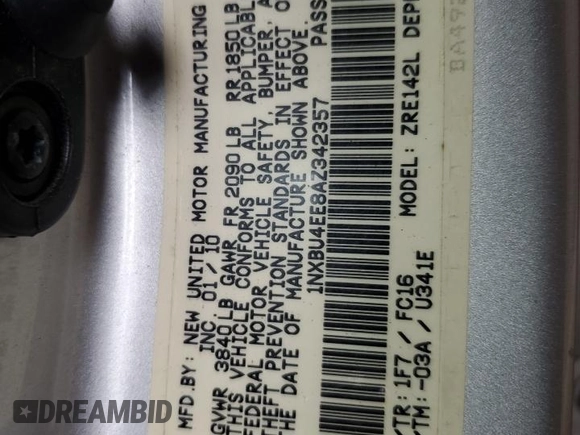 MFD.BY: NEW UNITED MOTOR MANUFACTURING
INC 01/10
GVWR 3840LB GAWR FR 2090LB RR 1850LB
THIS VEHICLE CONFORMS TO ALL APPLICABLE
FEDERAL MOTOR VEHICLE SAFETY, BUMPER, A
THEFT PREVENTION STANDARDS IN EFFECT O
THE DATE OF MANUFACTURE SHOWN ABOVE.
1NXBU4EE8AZ342357 PASS
C/TR: 1F7 / FC16 MODEL: ZRE142L DEP
/TM: -03A / U341E
BA492
DREAMBID